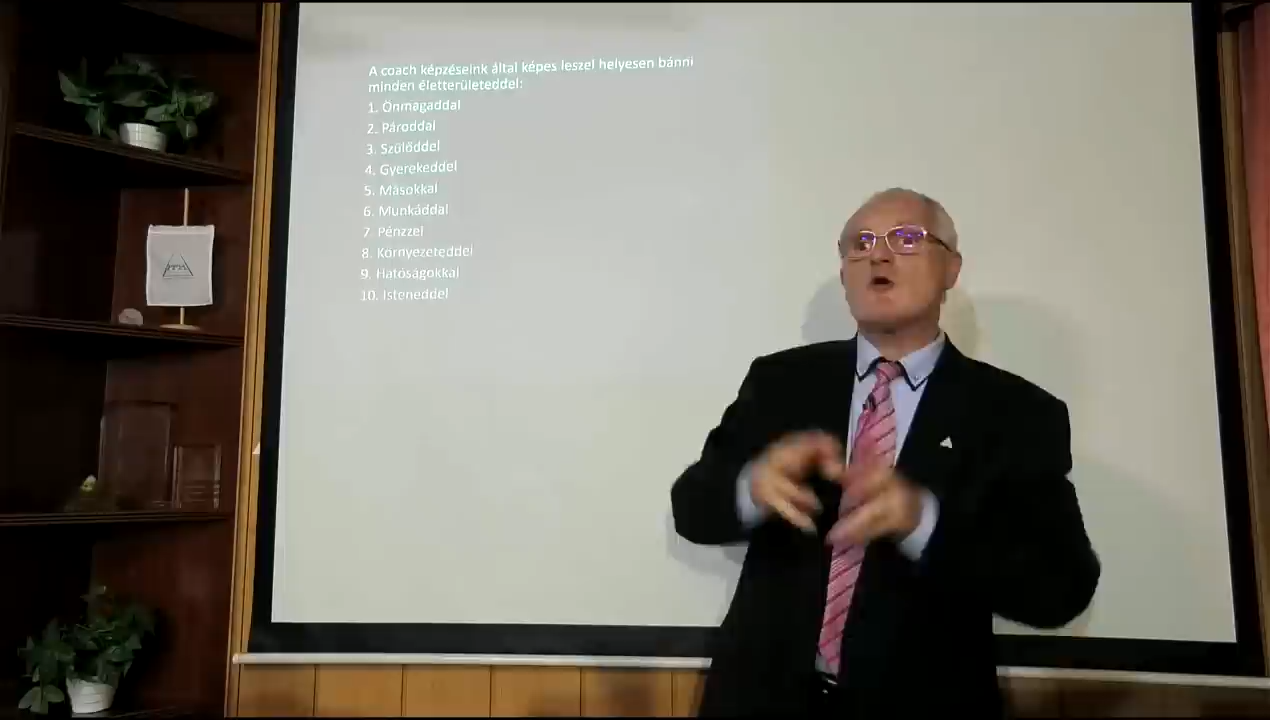 A coach képzéseink által képes leszel helyesen bánni
minden életterületeddel:
1. Önmagaddal
2. Pároddal
3. Szülőddel
4. Gyerekeddel
5. Másokkal
6. Munkáddal
7. Pénzzel
8. Környezeteddel
9. Hatóságokkal
10. Isteneddel